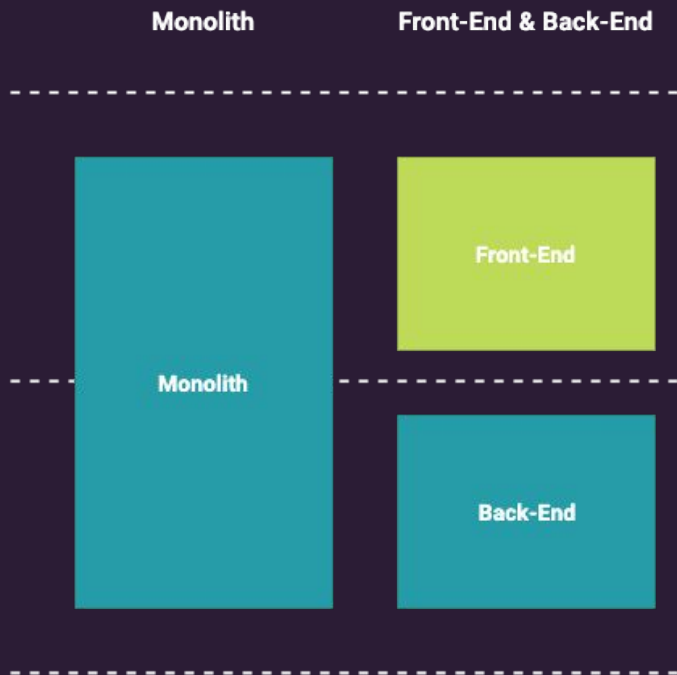 Monolith
Front-End & Back-End
Front-End
Monolith
Back-End